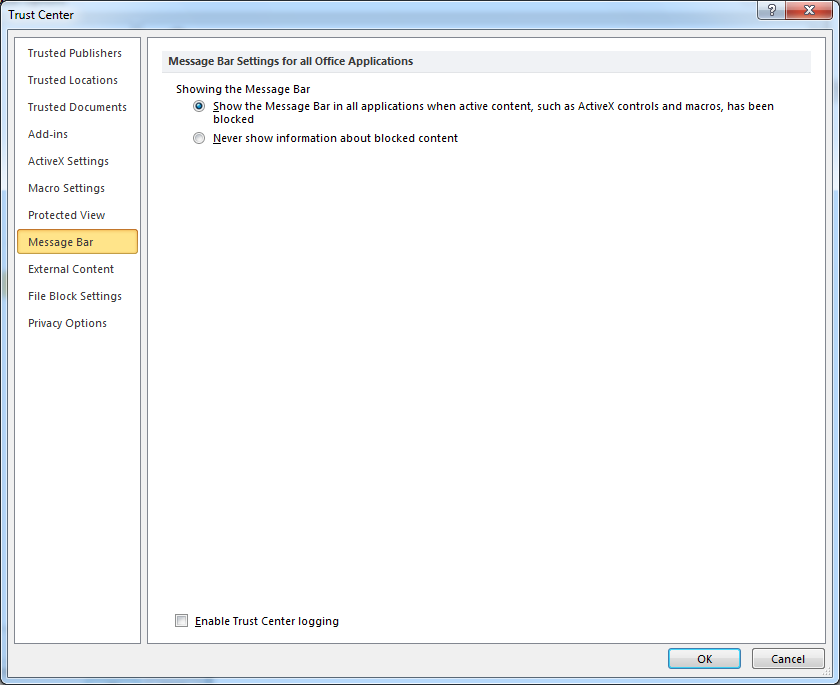 Trust Center
?
Trusted Publishers
Trusted Locations
Trusted Documents
Add-ins
ActiveX Settings
Macro Settings
Protected View
Message Bar
External Content
File Block Settings
Privacy Options
Message Bar Settings for all Office Applications
Showing the Message Bar
Show the Message Bar in all applications when active content, such as ActiveX controls and macros, has been
blocked
Never show information about blocked content
Enable Trust Center logging
OK
Cancel